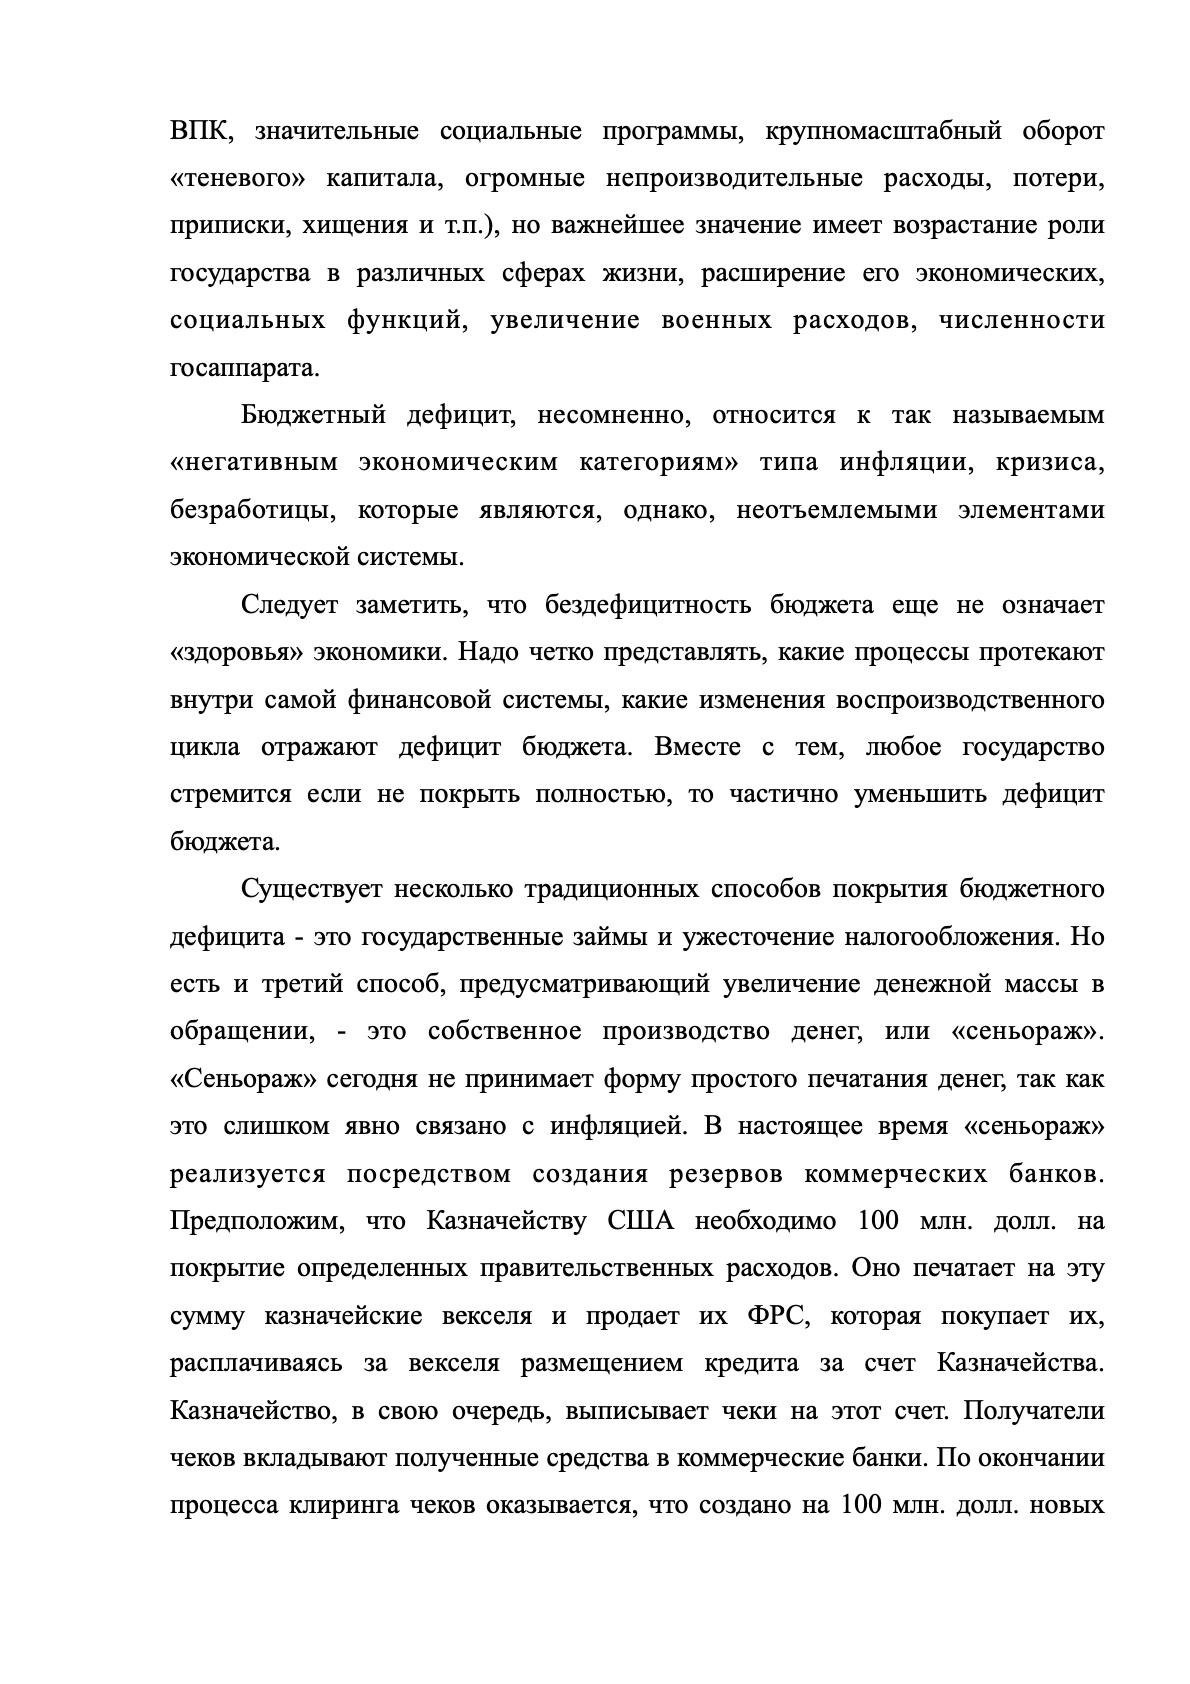 ВПК, значительные социальные программы, крупномасштабный оборот
«теневого» капитала, огромные непроизводительные расходы, потери,
приписки, хищения и т.п.), но важнейшее значение имеет возрастание роли
государства в различных сферах жизни, расширение его экономических,
социальных функций, увеличение военных расходов, численности
госаппарата.
Бюджетный дефицит, несомненно, относится к так называемым
«негативным экономическим категориям» типа инфляции, кризиса,
безработицы, которые являются, однако, неотъемлемыми элементами
экономической системы.
Следует заметить, что бездефицитность бюджета еще не означает
«здоровья» экономики. Надо четко представлять, какие процессы протекают
внутри самой финансовой системы, какие изменения воспроизводственного
цикла отражают дефицит бюджета. Вместе с тем, любое государство
стремится если не покрыть полностью, то частично уменьшить дефицит
бюджета.
Существует несколько традиционных способов покрытия бюджетного
дефицита - это государственные займы и ужесточение налогообложения. Но
есть и третий способ, предусматривающий увеличение денежной массы в
обращении, - это собственное производство денег, или «сеньораж».
«Сеньораж» сегодня не принимает форму простого печатания денег, так как
это слишком явно связано с инфляцией. В настоящее время «сеньораж»
реализуется посредством создания резервов коммерческих банков.
Предположим, что Казначейству США необходимо 100 млн. долл. на
покрытие определенных правительственных расходов. Оно печатает на эту
сумму казначейские векселя и продает их ФРС, которая покупает их,
расплачиваясь за векселя размещением кредита за счет Казначейства.
Казначейство, в свою очередь, выписывает чеки на этот счет. Получатели
чеков вкладывают полученные средства в коммерческие банки. По окончании
процесса клиринга чеков оказывается, что создано на 100 млн. долл. новых